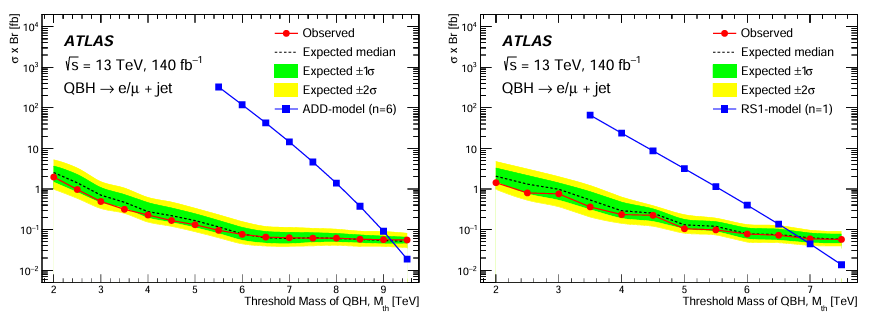 σ x Br [fb]
10⁴
10³
10²
10
1
10⁻¹
10⁻²
ATLAS
√s = 13 TeV, 140 fb⁻¹
QBH → e/μ + jet
Observed
Expected median
Expected ±1σ
Expected ±2σ
ADD-model (n=6)
2 3 4 5 6 7 8 9
Threshold Mass of QBH, M_th [TeV]
σ x Br [fb]
10⁴
10³
10²
10
1
10⁻¹
10⁻²
ATLAS
√s = 13 TeV, 140 fb⁻¹
QBH → e/μ + jet
Observed
Expected median
Expected ±1σ
Expected ±2σ
RS1-model (n=1)
2 3 4 5 6 7
Threshold Mass of QBH, M_th [TeV]